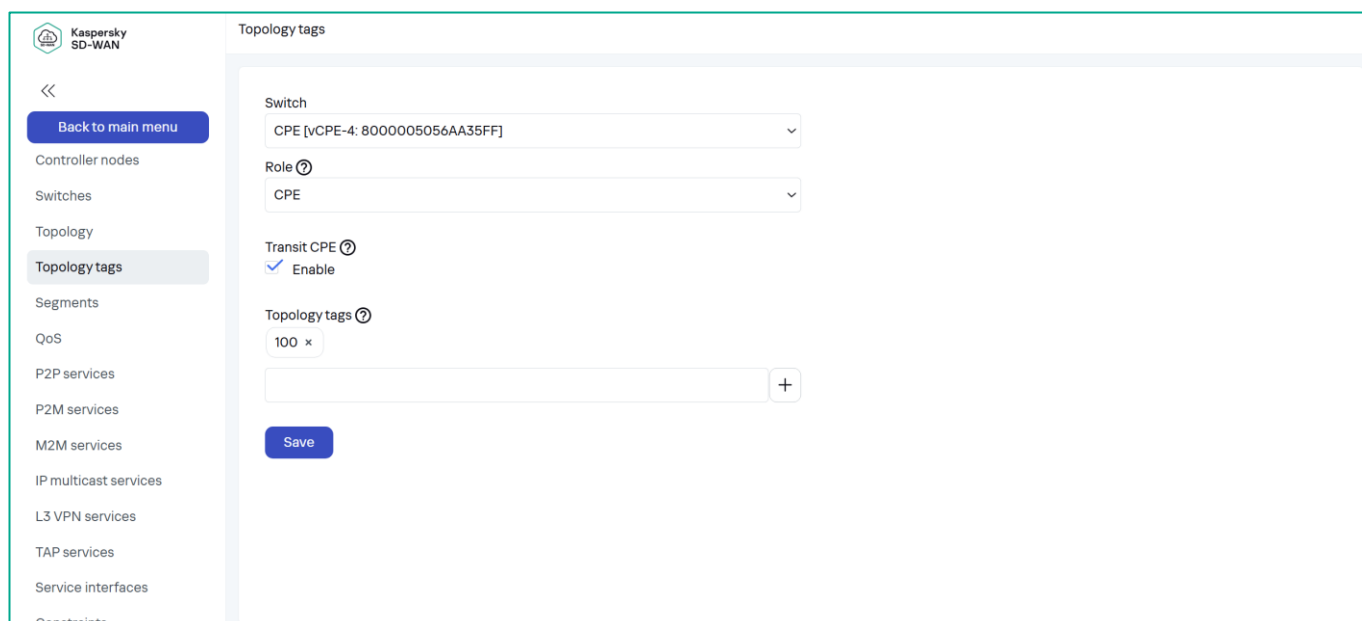 Kaspersky
SD-WAN
Topology tags
Back to main menu
Controller nodes
Switches
Topology
Topology tags
Segments
QoS
P2P services
P2M services
M2M services
IP multicast services
L3 VPN services
TAP services
Service interfaces
Switch
CPE [vCPE-4: 8000005056AA35FF]
Role
CPE
Transit CPE
Enable
Topology tags
100 ×
Save